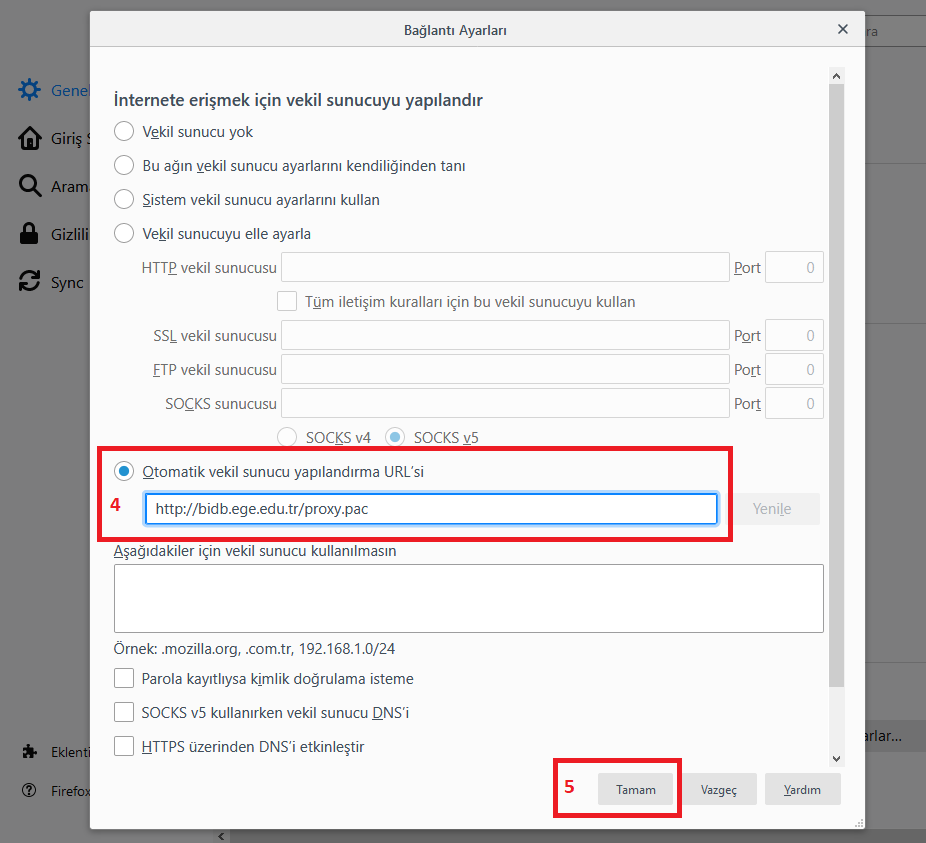 Bağlantı Ayarları
Genel
Giriş S
Arama
Gizlili
Sync
Eklenti
Firefox
İnternete erişmek için vekil sunucuyu yapılandır
Vekil sunucu yok
Bu ağın vekil sunucu ayarlarını kendiliğinden tanı
Sistem vekil sunucu ayarlarını kullan
Vekil sunucuyu elle ayarla
HTTP vekil sunucusu Port 0
Tüm iletişim kuralları için bu vekil sunucuyu kullan
SSL vekil sunucusu Port 0
FTP vekil sunucusu Port 0
SOCKS sunucusu Port 0
SOCKS v4 SOCKS v5
Otomatik vekil sunucu yapılandırma URL'si
4 http://bidb.ege.edu.tr/proxy.pac Yenile
Aşağıdakiler için vekil sunucu kullanılmasın
Örnek: .mozilla.org, .com.tr, 192.168.1.0/24
Parola kayıtlıysa kimlik doğrulama isteme
SOCKS v5 kullanırken vekil sunucu DNS'i
HTTPS üzerinden DNS'i etkinleştir
5 Tamam Vazgeç Yardım
ra
arlar...